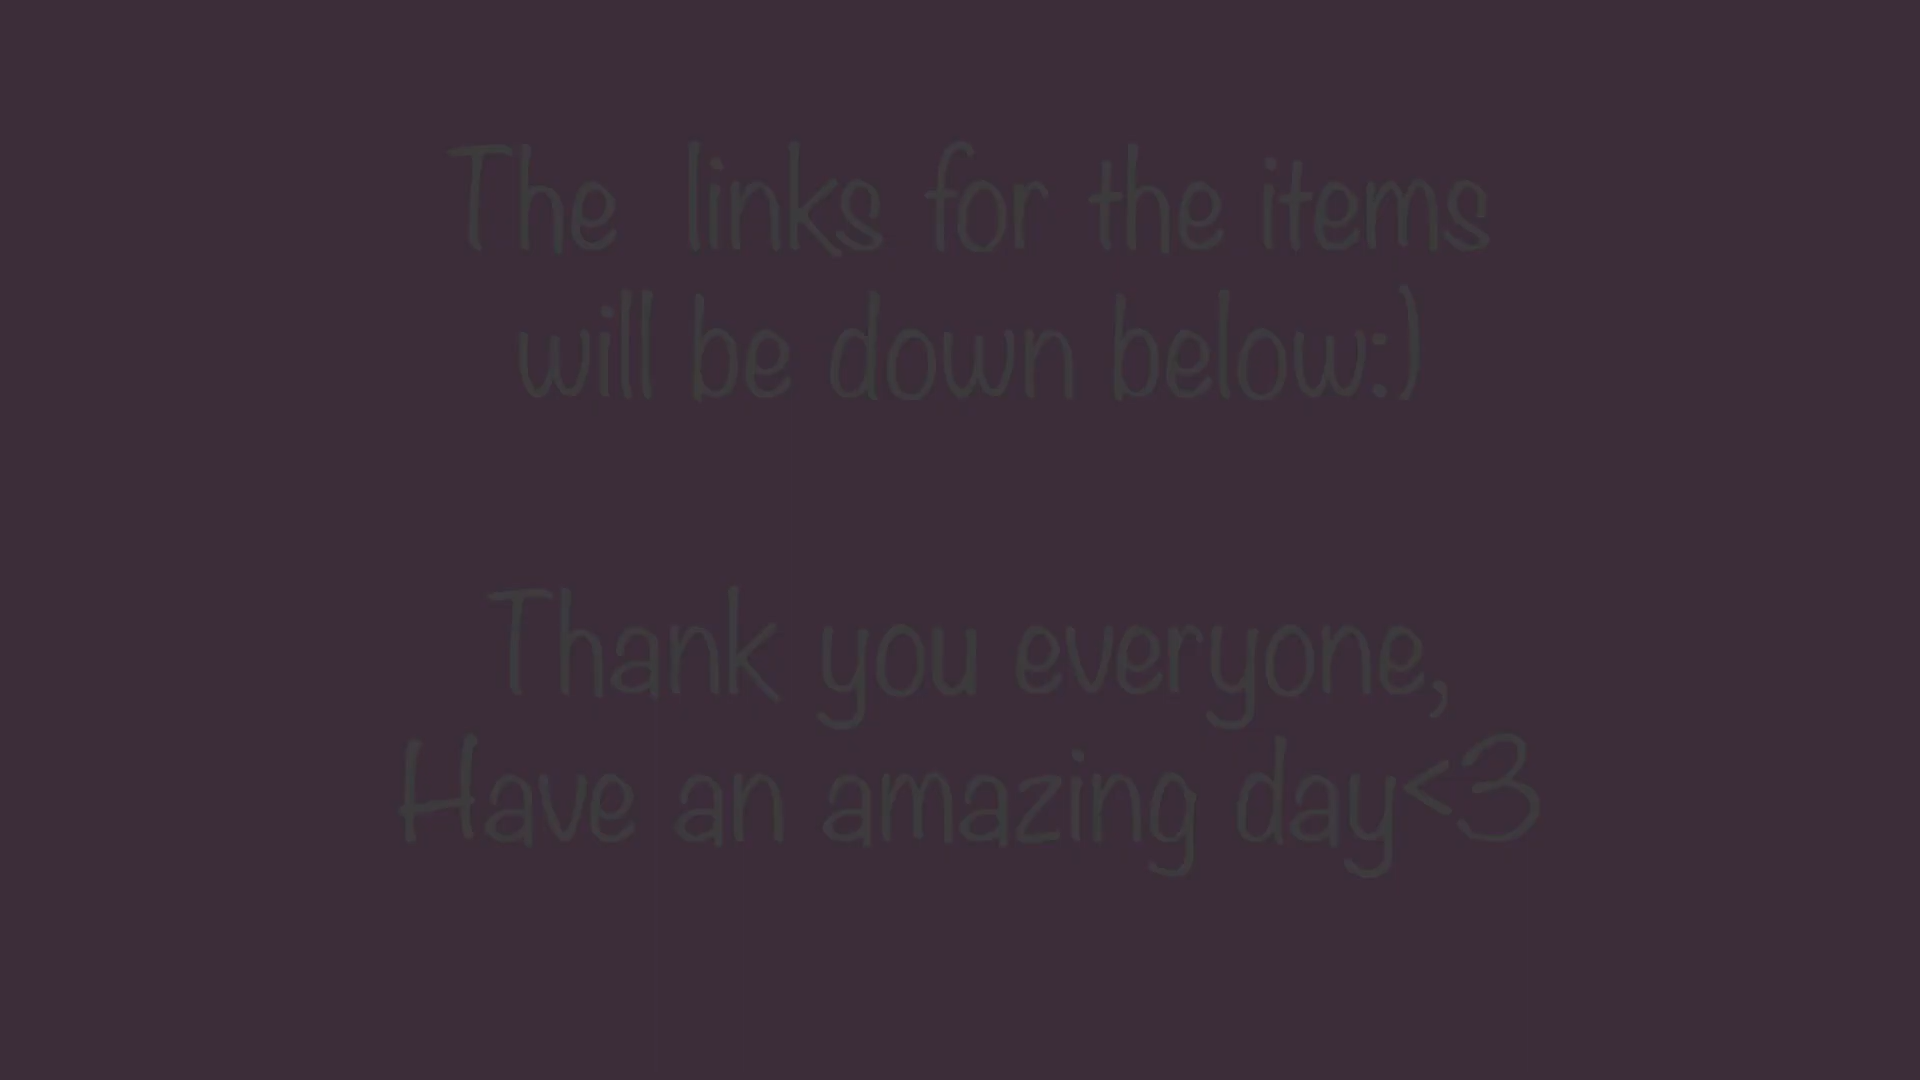 The links for the items
will be down below:)
Thank you everyone,
Have an amazing day<3